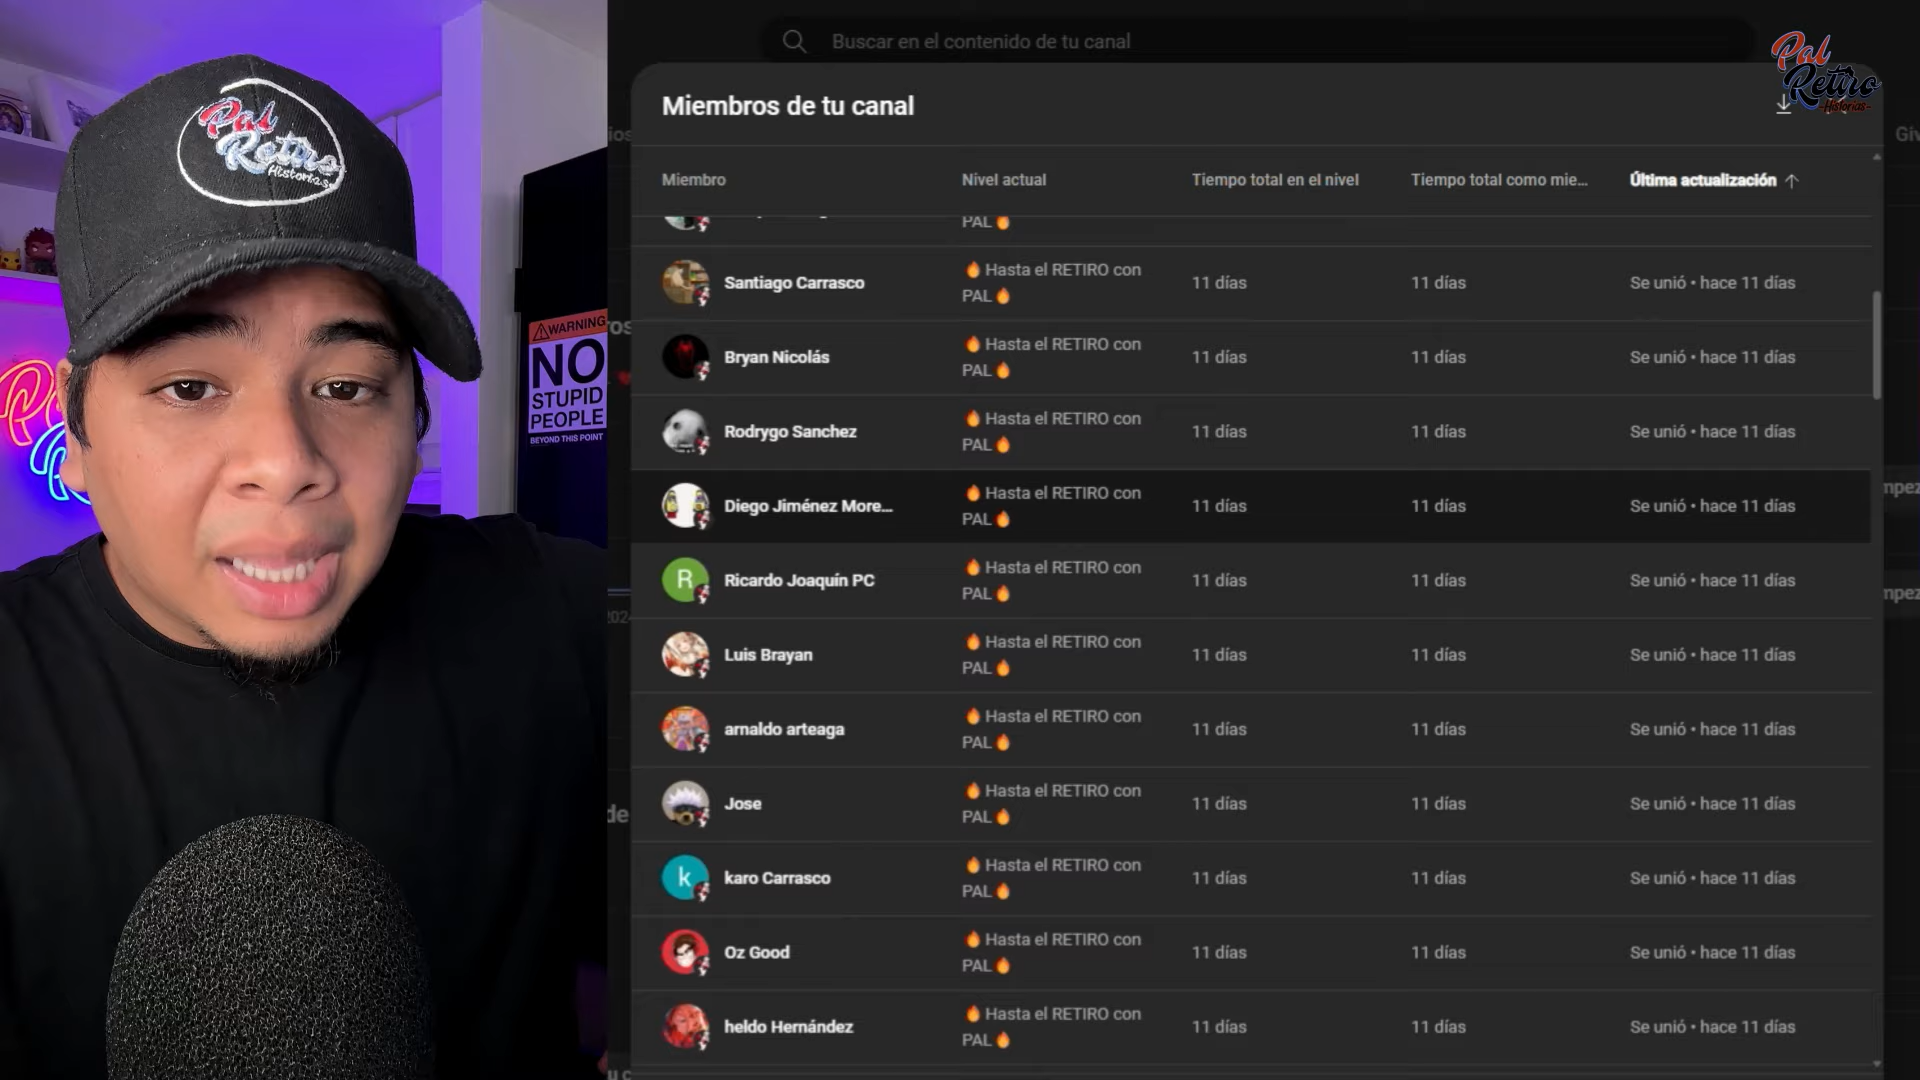 Buscar en el contenido de tu canal
Pal
Retiro
-Historias-
Miembros de tu canal
Miembro Nivel actual Tiempo total en el nivel Tiempo total como mie... Última actualización ↑
PAL🔥
Santiago Carrasco 🔥 Hasta el RETIRO con PAL🔥 11 días 11 días Se unió • hace 11 días
Bryan Nicolás 🔥 Hasta el RETIRO con PAL🔥 11 días 11 días Se unió • hace 11 días
Rodrygo Sanchez 🔥 Hasta el RETIRO con PAL🔥 11 días 11 días Se unió • hace 11 días
Diego Jiménez More... 🔥 Hasta el RETIRO con PAL🔥 11 días 11 días Se unió • hace 11 días
R Ricardo Joaquín PC 🔥 Hasta el RETIRO con PAL🔥 11 días 11 días Se unió • hace 11 días
Luis Brayan 🔥 Hasta el RETIRO con PAL🔥 11 días 11 días Se unió • hace 11 días
arnaldo arteaga 🔥 Hasta el RETIRO con PAL🔥 11 días 11 días Se unió • hace 11 días
Jose 🔥 Hasta el RETIRO con PAL🔥 11 días 11 días Se unió • hace 11 días
k karo Carrasco 🔥 Hasta el RETIRO con PAL🔥 11 días 11 días Se unió • hace 11 días
Oz Good 🔥 Hasta el RETIRO con PAL🔥 11 días 11 días Se unió • hace 11 días
heldo Hernández 🔥 Hasta el RETIRO con PAL🔥 11 días 11 días Se unió • hace 11 días
Pal
Retiro
Historias
WARNING
NO
STUPID
PEOPLE
BEYOND THIS POINT